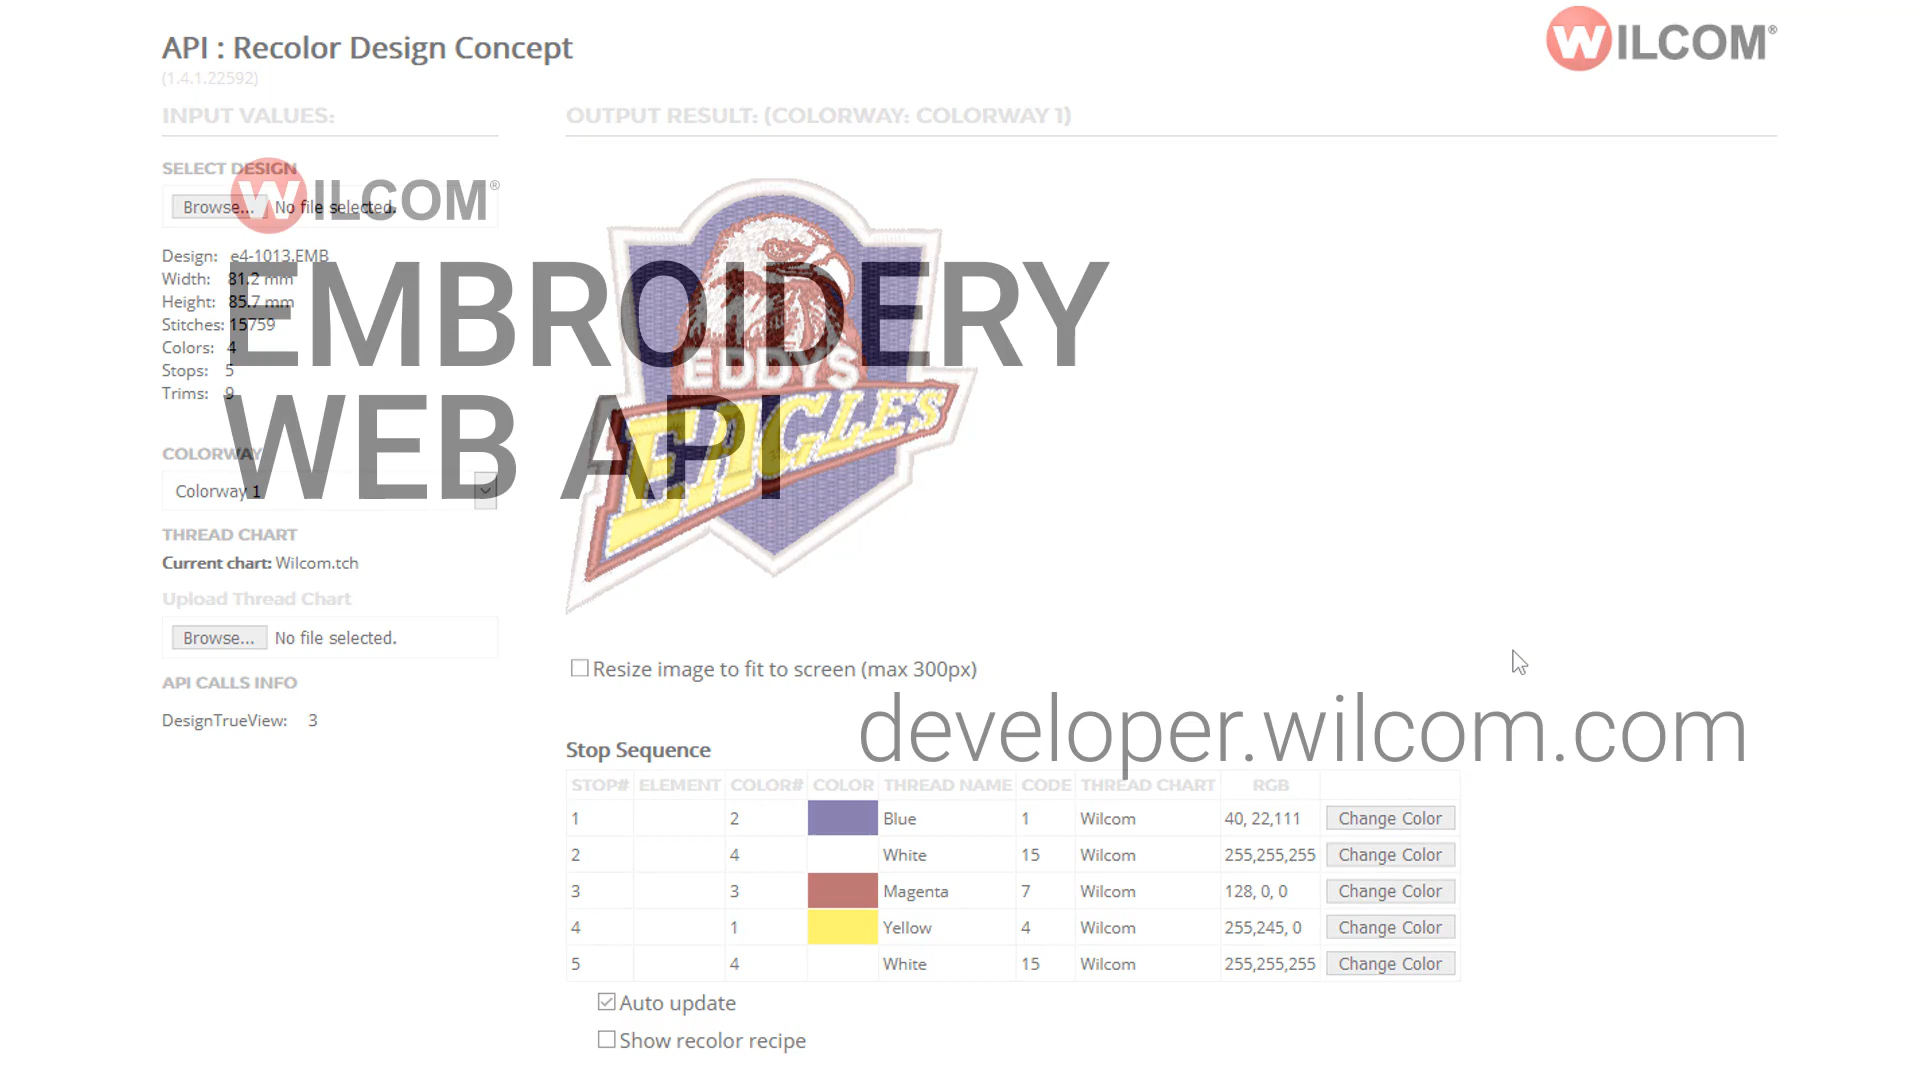 API : Recolor Design Concept
(1.4.1.22592)
WILCOM®
INPUT VALUES:
SELECT DESIGN
Browse... No file selected.
WILCOM®
Design: e4-1013.EMB
Width: 81.2 mm
Height: 85.7 mm
Stitches: 15759
Colors: 4
Stops: 5
Trims: 9
EMBROIDERY
WEB API
COLORWAY
Colorway 1
THREAD CHART
Current chart: Wilcom.tch
Upload Thread Chart
Browse... No file selected.
API CALLS INFO
DesignTrueView: 3
OUTPUT RESULT: (COLORWAY: COLORWAY 1)
EDDYS
EAGLES
Resize image to fit to screen (max 300px)
developer.wilcom.com
Stop Sequence
STOP# ELEMENT COLOR# COLOR THREAD NAME CODE THREAD CHART RGB
1 2 Blue 1 Wilcom 40, 22,111 Change Color
2 4 White 15 Wilcom 255,255,255 Change Color
3 3 Magenta 7 Wilcom 128, 0, 0 Change Color
4 1 Yellow 4 Wilcom 255,245, 0 Change Color
5 4 White 15 Wilcom 255,255,255 Change Color
Auto update
Show recolor recipe